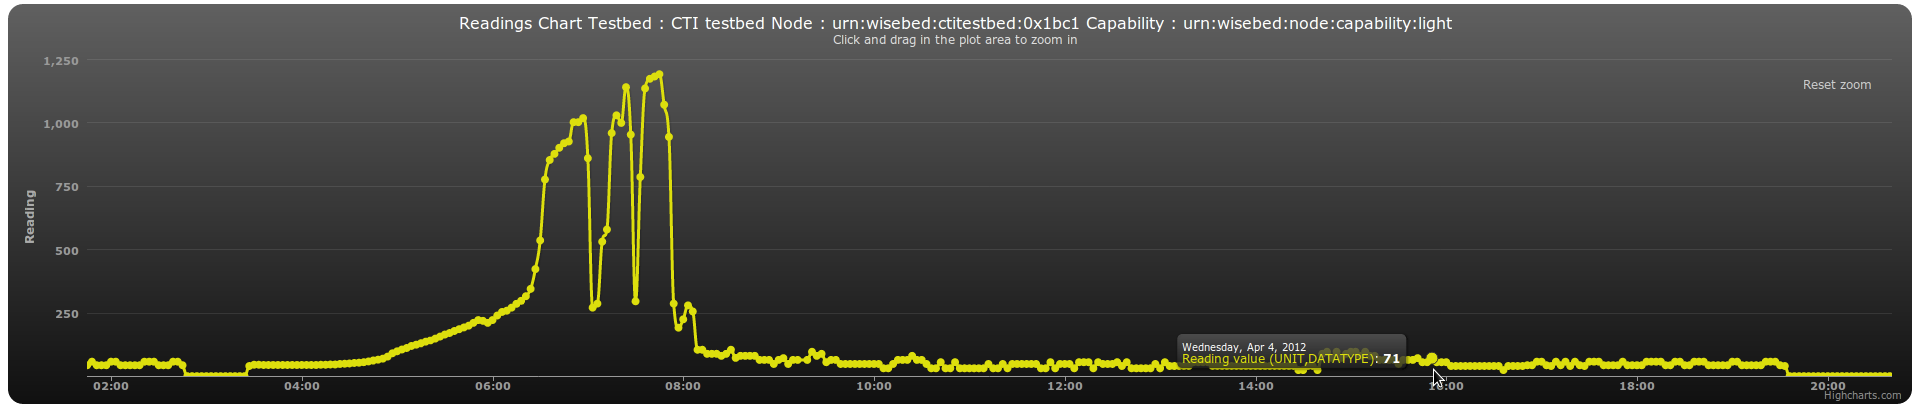 Readings Chart Testbed : CTI testbed Node : urn:wisebed:ctitestbed:0x1bc1 Capability : urn:wisebed:node:capability:light
Click and drag in the plot area to zoom in
Reset zoom
Reading
1,250
1,000
750
500
250
Wednesday, Apr 4, 2012
Reading value (UNIT,DATATYPE): 71
02:00 04:00 06:00 08:00 10:00 12:00 14:00 16:00 18:00 20:00
Highcharts.com